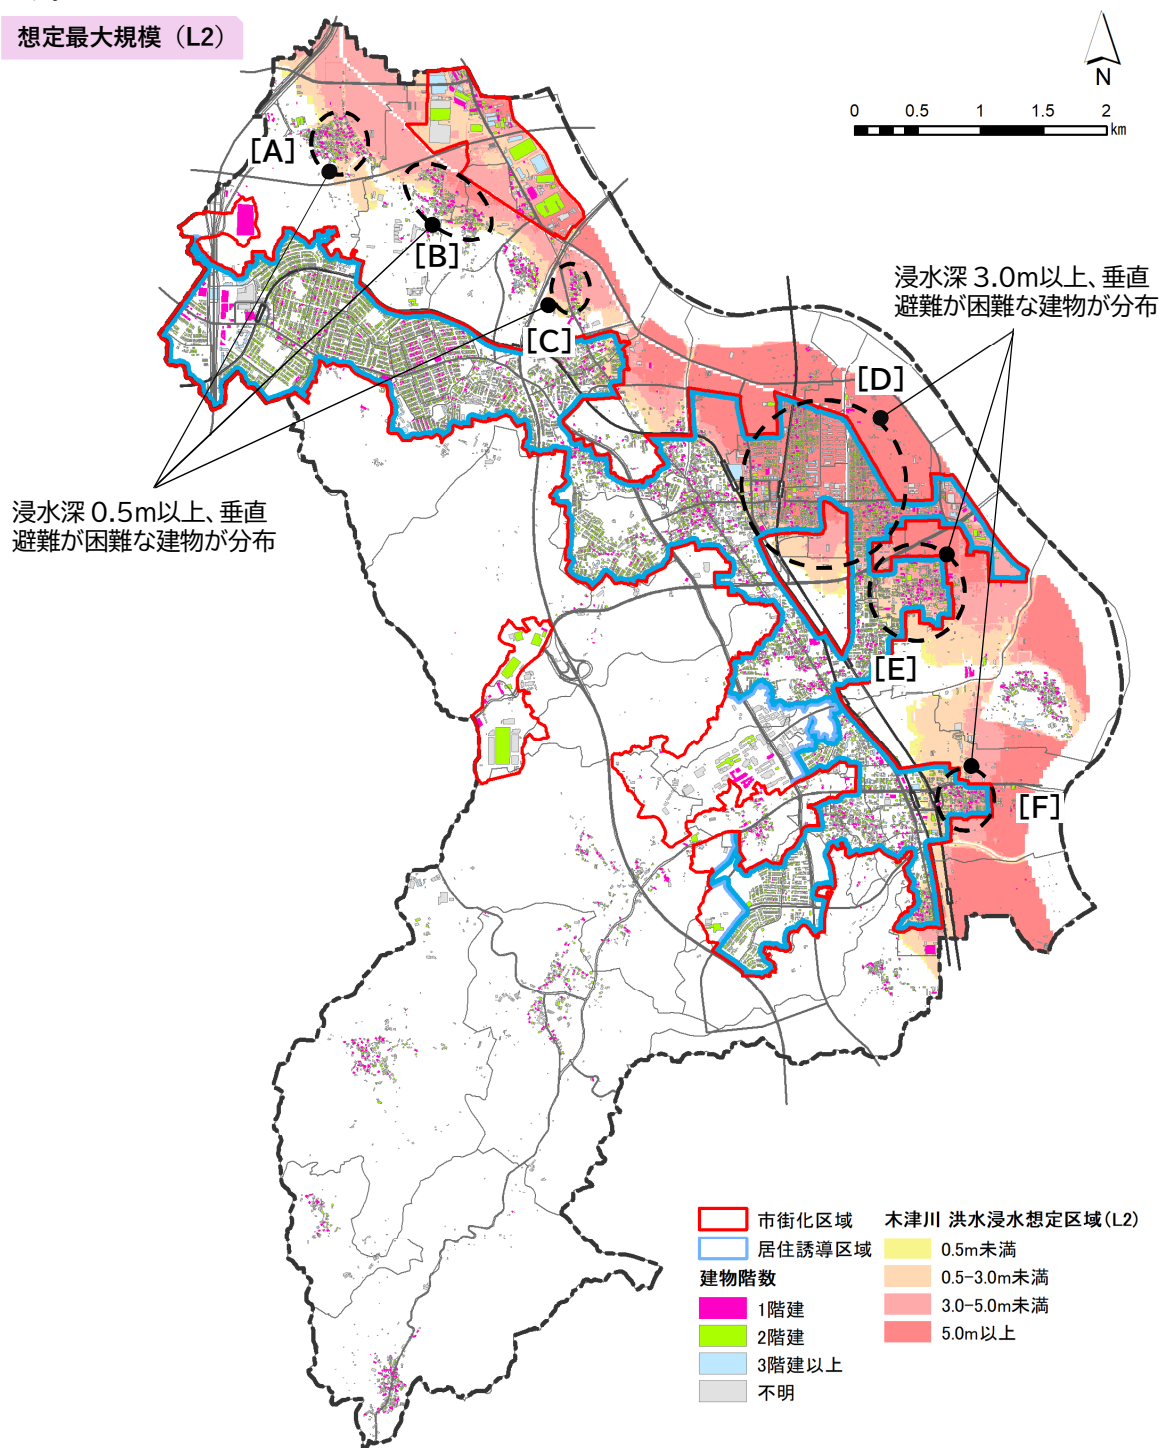 想定最大規模（L2）
N
0 0.5 1 1.5 2
km
[A]
[B]
[C]
浸水深 3.0m以上、垂直
避難が困難な建物が分布
[D]
浸水深 0.5m以上、垂直
避難が困難な建物が分布
[E]
[F]
市街化区域
居住誘導区域
建物階数
1階建
2階建
3階建以上
不明
木津川 洪水浸水想定区域(L2)
0.5m未満
0.5-3.0m未満
3.0-5.0m未満
5.0m以上